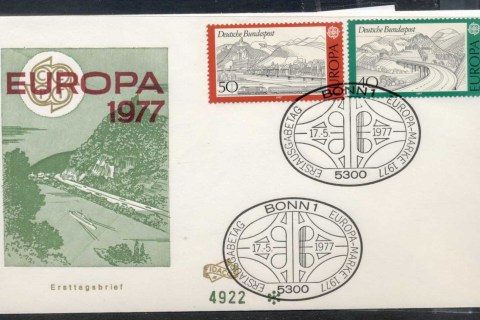 EUROPA
1977
Ersttagsbrief
Deutsche Bundespost
50
EUROPA
Deutsche Bundespost
40
EUROPA
BONN 1
ERSTAUSGABETAG
EUROPA-MARKE 1977
17.-5.
1977
5300
BONN 1
ERSTAUSGABETAG
EUROPA-MARKE 1977
17.-5.
1977
5300
4922